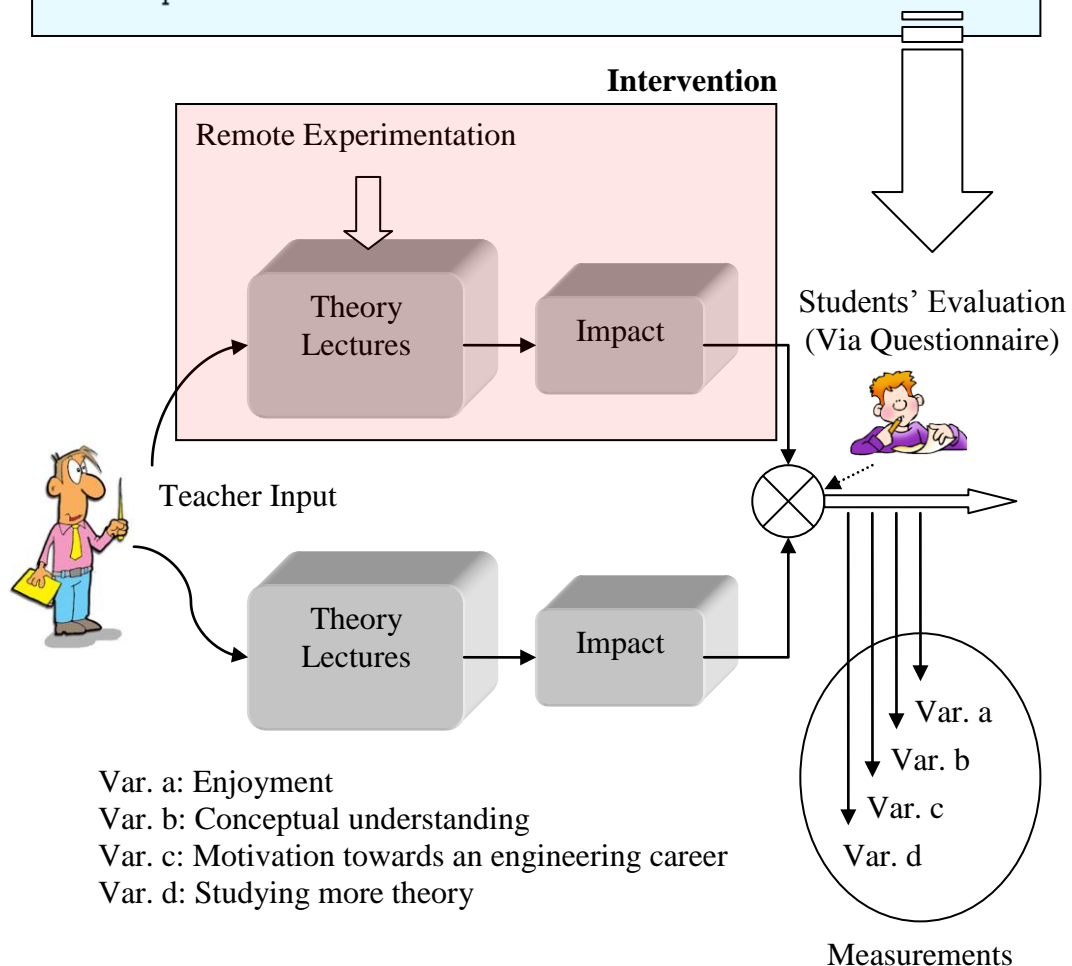 Intervention
Remote Experimentation
Theory
Lectures
Impact
Students’ Evaluation
(Via Questionnaire)
Teacher Input
Theory
Lectures
Impact
Var. a
Var. b
Var. c
Var. d
Var. a: Enjoyment
Var. b: Conceptual understanding
Var. c: Motivation towards an engineering career
Var. d: Studying more theory
Measurements